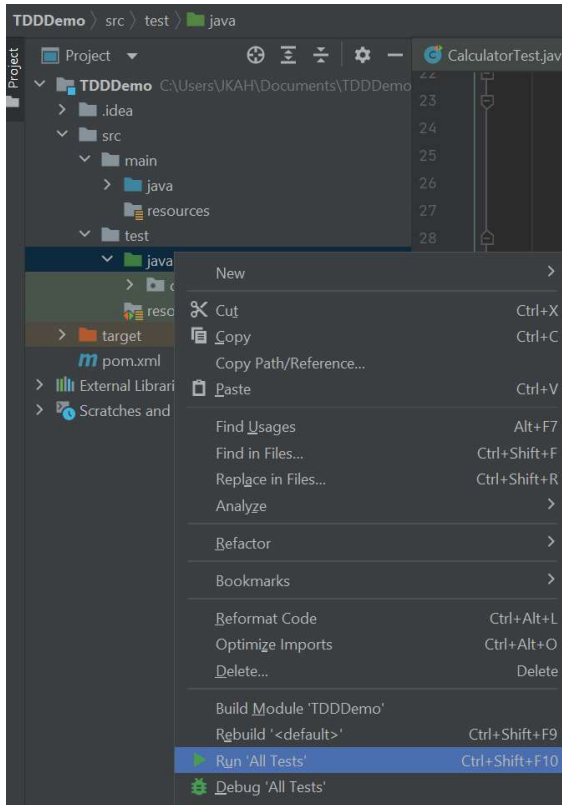 TDDDemo 〉 src 〉 test 〉 java
Project
Project
CalculatorTest.jav
TDDDemo C:\Users\JKAH\Documents\TDDDemo
22
.idea
23
src
24
main
25
java
26
resources
27
test
28
java
New
Cut Ctrl+X
reso
Copy Ctrl+C
target
Copy Path/Reference...
pom.xml
Paste Ctrl+V
External Librari
Scratches and
Find Usages Alt+F7
Find in Files... Ctrl+Shift+F
Replace in Files... Ctrl+Shift+R
Analyze
Refactor
Bookmarks
Reformat Code Ctrl+Alt+L
Optimize Imports Ctrl+Alt+O
Delete... Delete
Build Module 'TDDDemo'
Rebuild '<default>' Ctrl+Shift+F9
Run 'All Tests' Ctrl+Shift+F10
Debug 'All Tests'